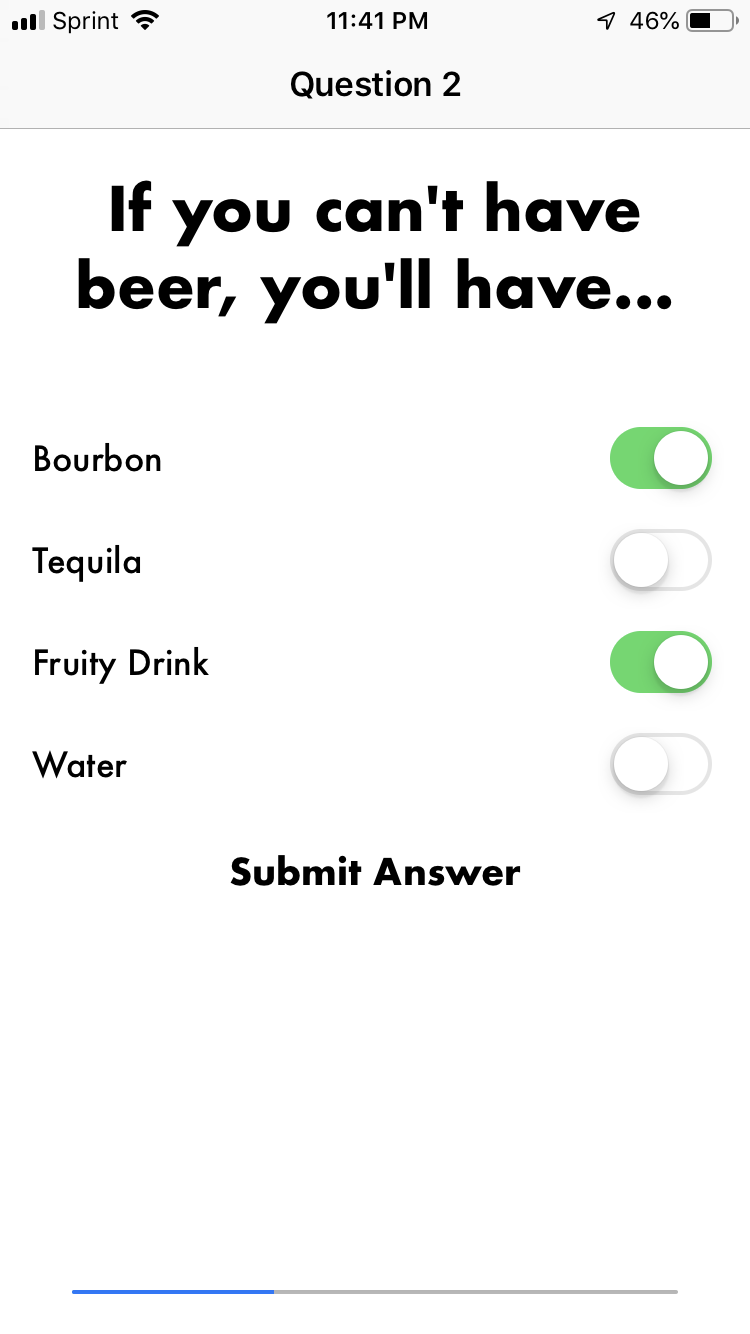 Sprint 11:41 PM 46%
Question 2
If you can't have
beer, you'll have...
Bourbon
Tequila
Fruity Drink
Water
Submit Answer